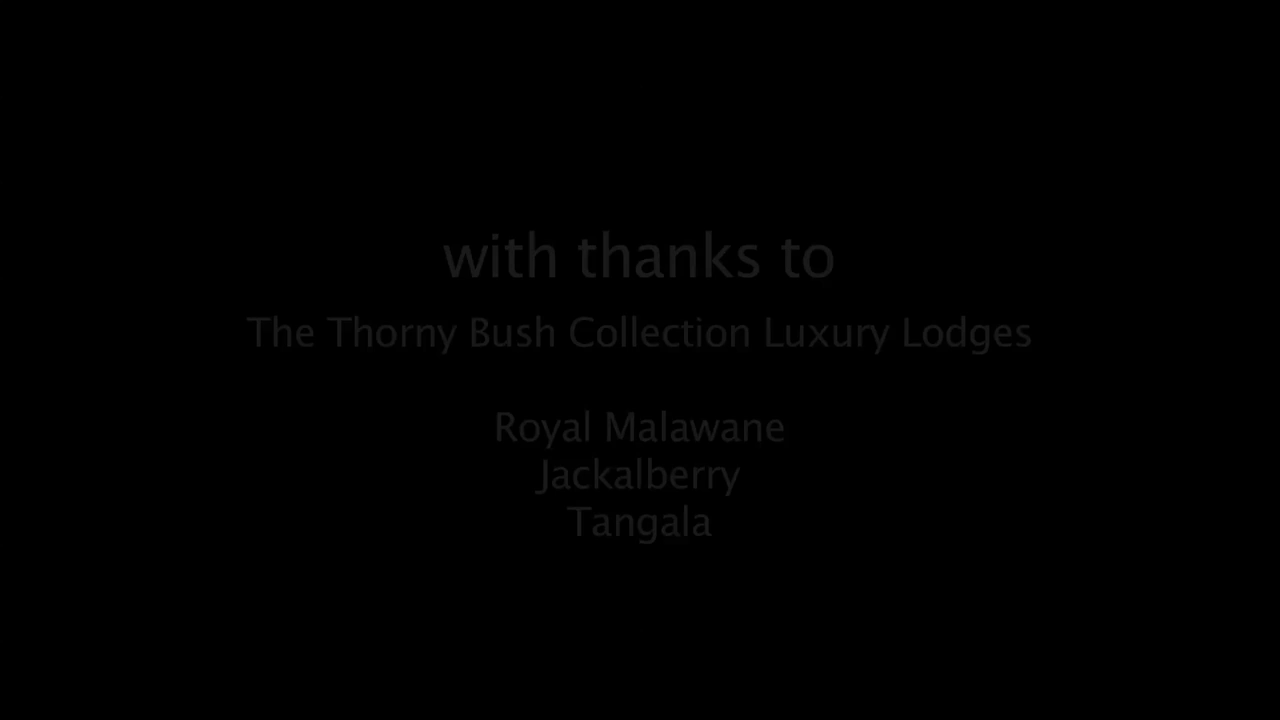 with thanks to
The Thorny Bush Collection Luxury Lodges
Royal Malawane
Jackalberry
Tangala